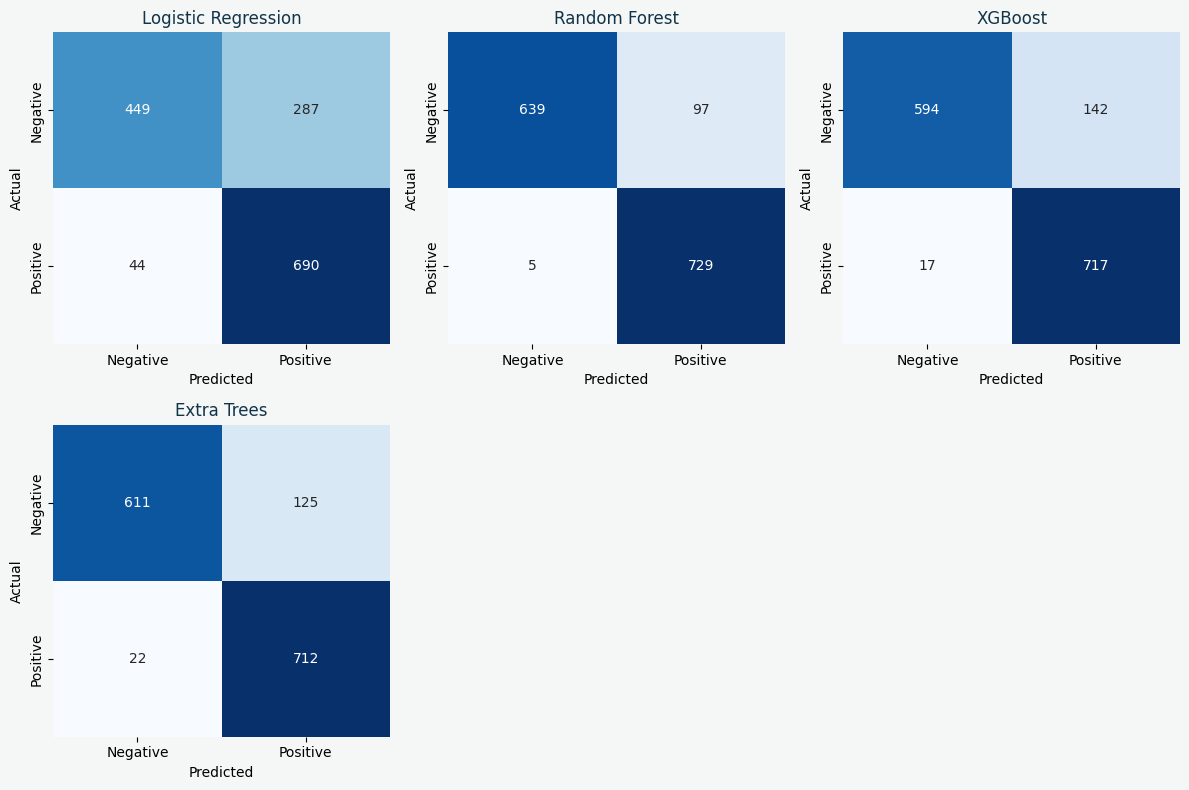 Logistic Regression
Negative
449
287
Actual
Positive
44
690
Negative
Positive
Predicted
Random Forest
Negative
639
97
Actual
Positive
5
729
Negative
Positive
Predicted
XGBoost
Negative
594
142
Actual
Positive
17
717
Negative
Positive
Predicted
Extra Trees
Negative
611
125
Actual
Positive
22
712
Negative
Positive
Predicted